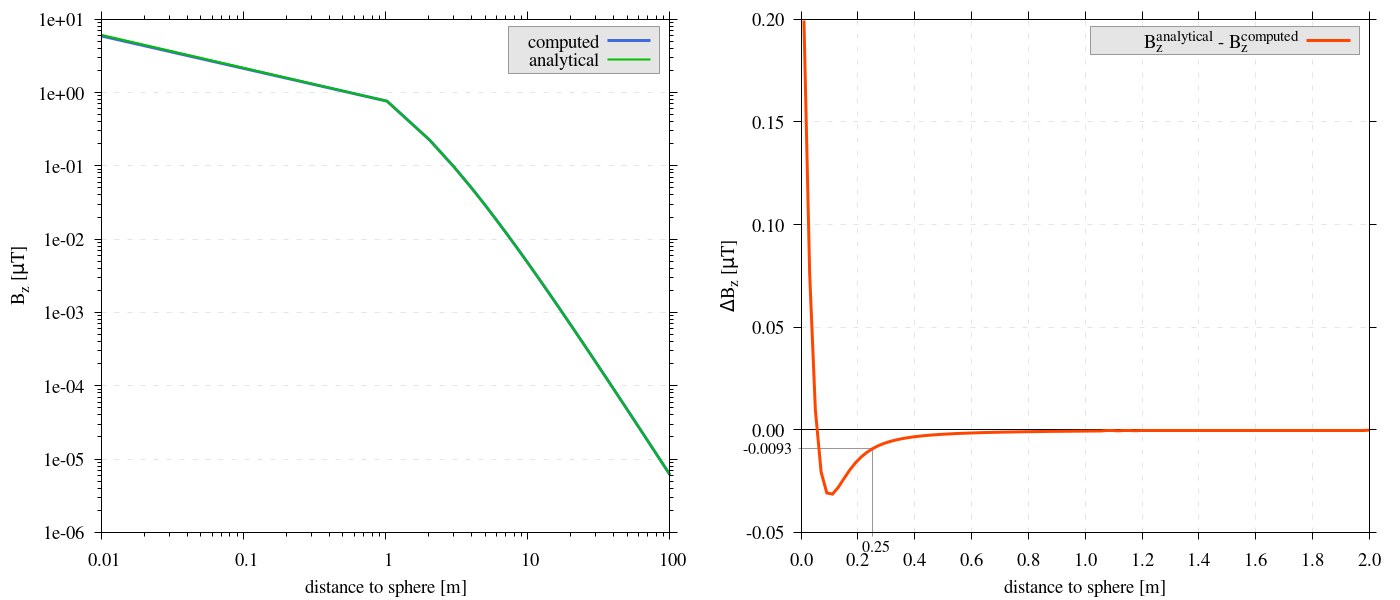 1e+01
1e+00
1e-01
1e-02
1e-03
1e-04
1e-05
1e-06
B_z [μT]
computed
analytical
0.01
0.1
1
10
100
distance to sphere [m]
0.20
0.15
0.10
0.05
0.00
-0.0093
-0.05
ΔB_z [μT]
B_z^analytical - B_z^computed
0.25
0.0
0.2
0.4
0.6
0.8
1.0
1.2
1.4
1.6
1.8
2.0
distance to sphere [m]